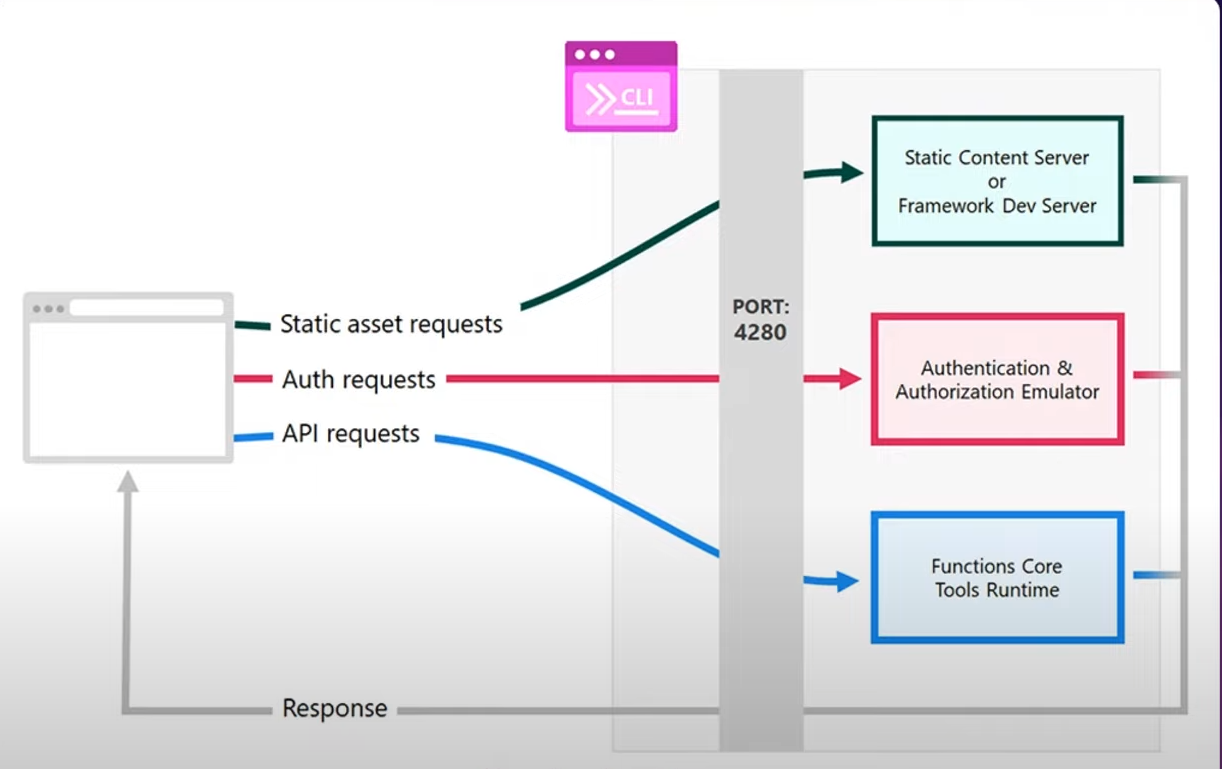 CLI
Static Content Server
or
Framework Dev Server
PORT:
4280
Static asset requests
Auth requests
Authentication &
Authorization Emulator
API requests
Functions Core
Tools Runtime
Response